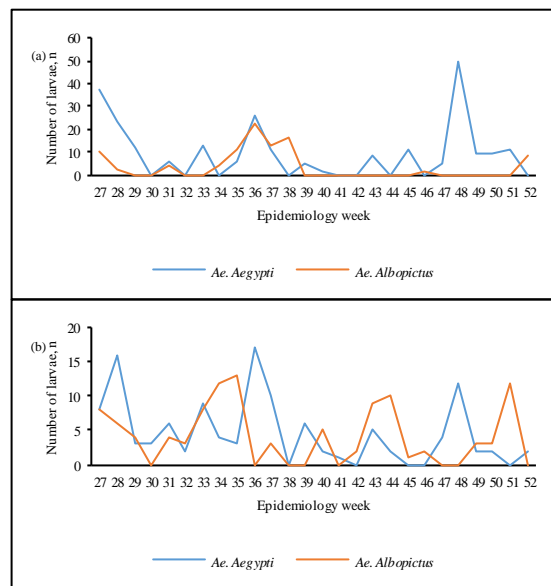 (a)
Number of larvae, n
60
50
40
30
20
10
0
27 28 29 30 31 32 33 34 35 36 37 38 39 40 41 42 43 44 45 46 47 48 49 50 51 52
Epidemiology week
Ae. Aegypti Ae. Albopictus
(b)
Number of larvae, n
20
15
10
5
0
27 28 29 30 31 32 33 34 35 36 37 38 39 40 41 42 43 44 45 46 47 48 49 50 51 52
Epidemiology week
Ae. Aegypti Ae. Albopictus